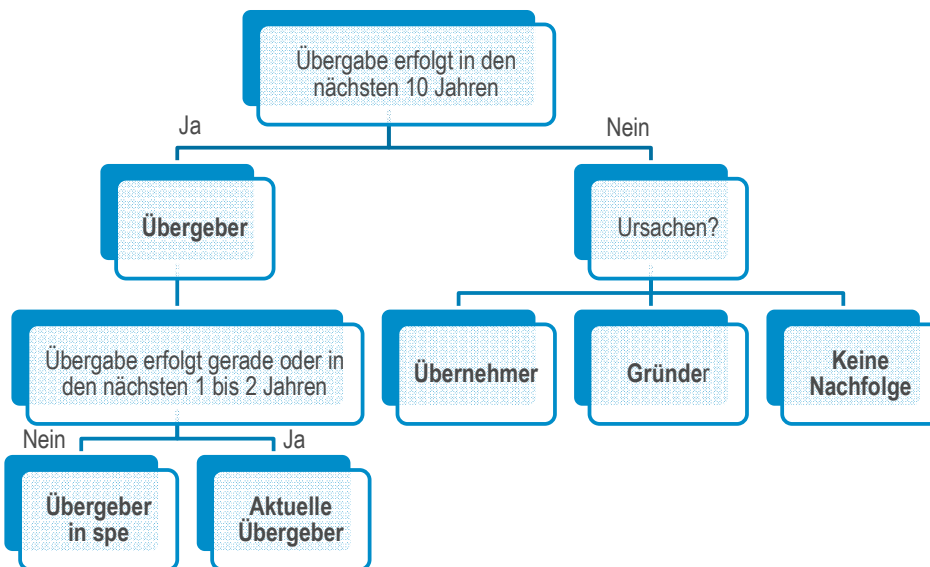 Übergabe erfolgt in den
nächsten 10 Jahren
Ja
Nein
Übergeber
Ursachen?
Übergabe erfolgt gerade oder in
den nächsten 1 bis 2 Jahren
Übernehmer
Gründer
Keine
Nachfolge
Nein
Ja
Übergeber
in spe
Aktuelle
Übergeber